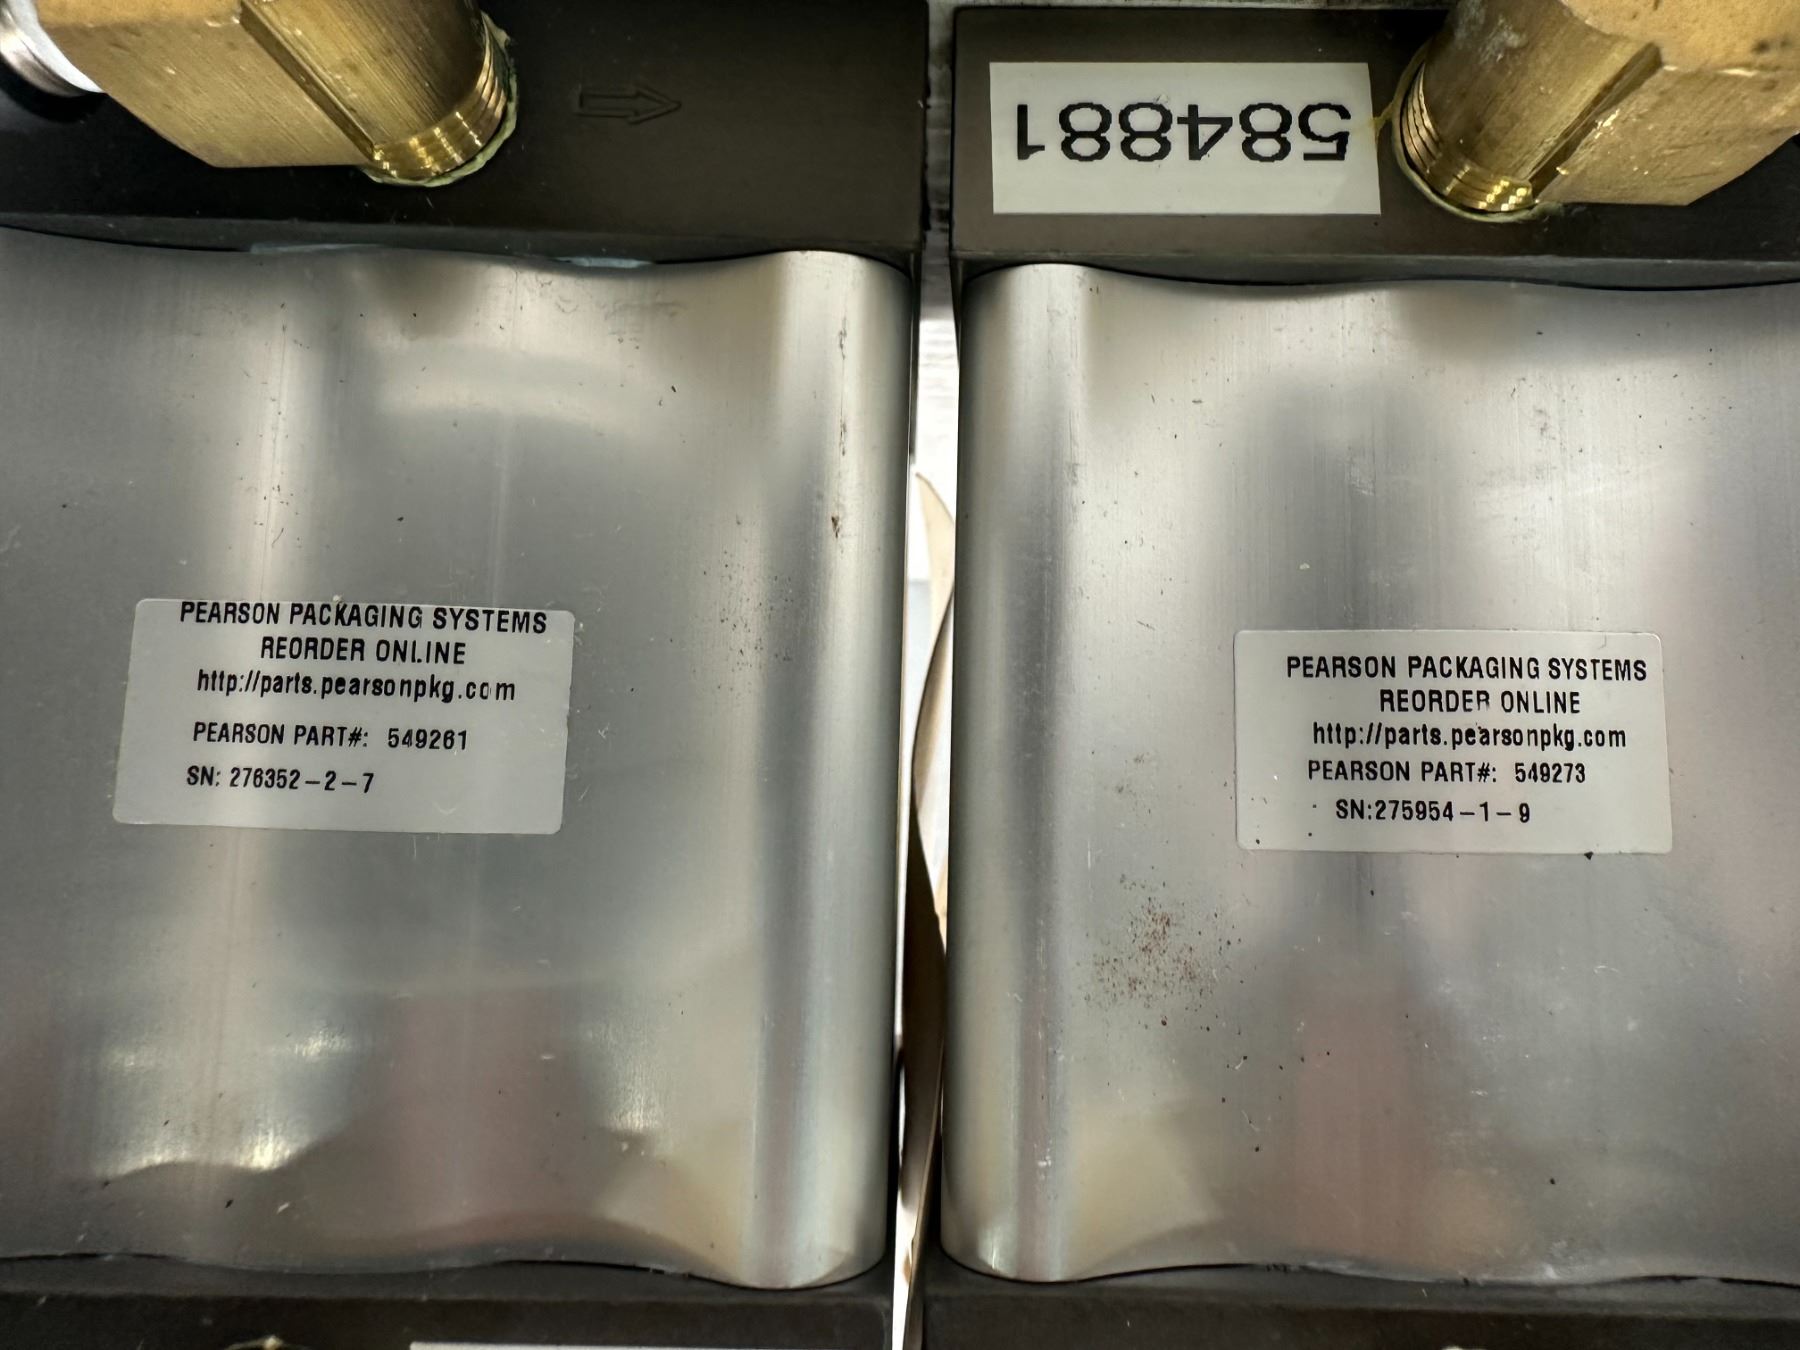 584881
PEARSON PACKAGING SYSTEMS
REORDER ONLINE
http://parts.pearsonpkg.com
PEARSON PART#: 549261
SN: 276352-2-7
PEARSON PACKAGING SYSTEMS
REORDER ONLINE
http://parts.pearsonpkg.com
PEARSON PART#: 549273
SN:275954-1-9